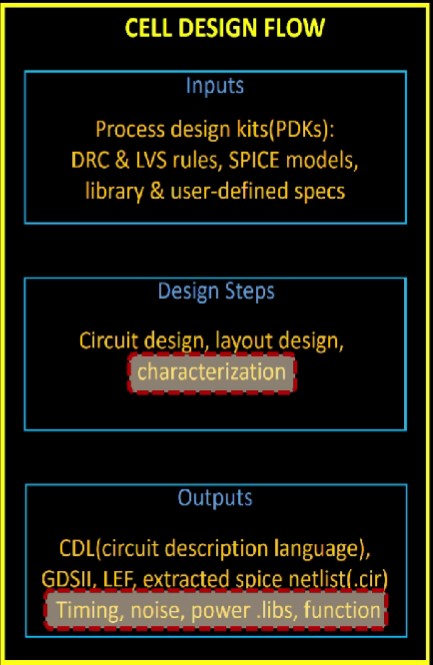 CELL DESIGN FLOW
Inputs
Process design kits(PDKs):
DRC & LVS rules, SPICE models,
library & user-defined specs
Design Steps
Circuit design, layout design,
characterization
Outputs
CDL(circuit description language),
GDSII, LEF, extracted spice netlist(.cir)
Timing, noise, power .libs, function